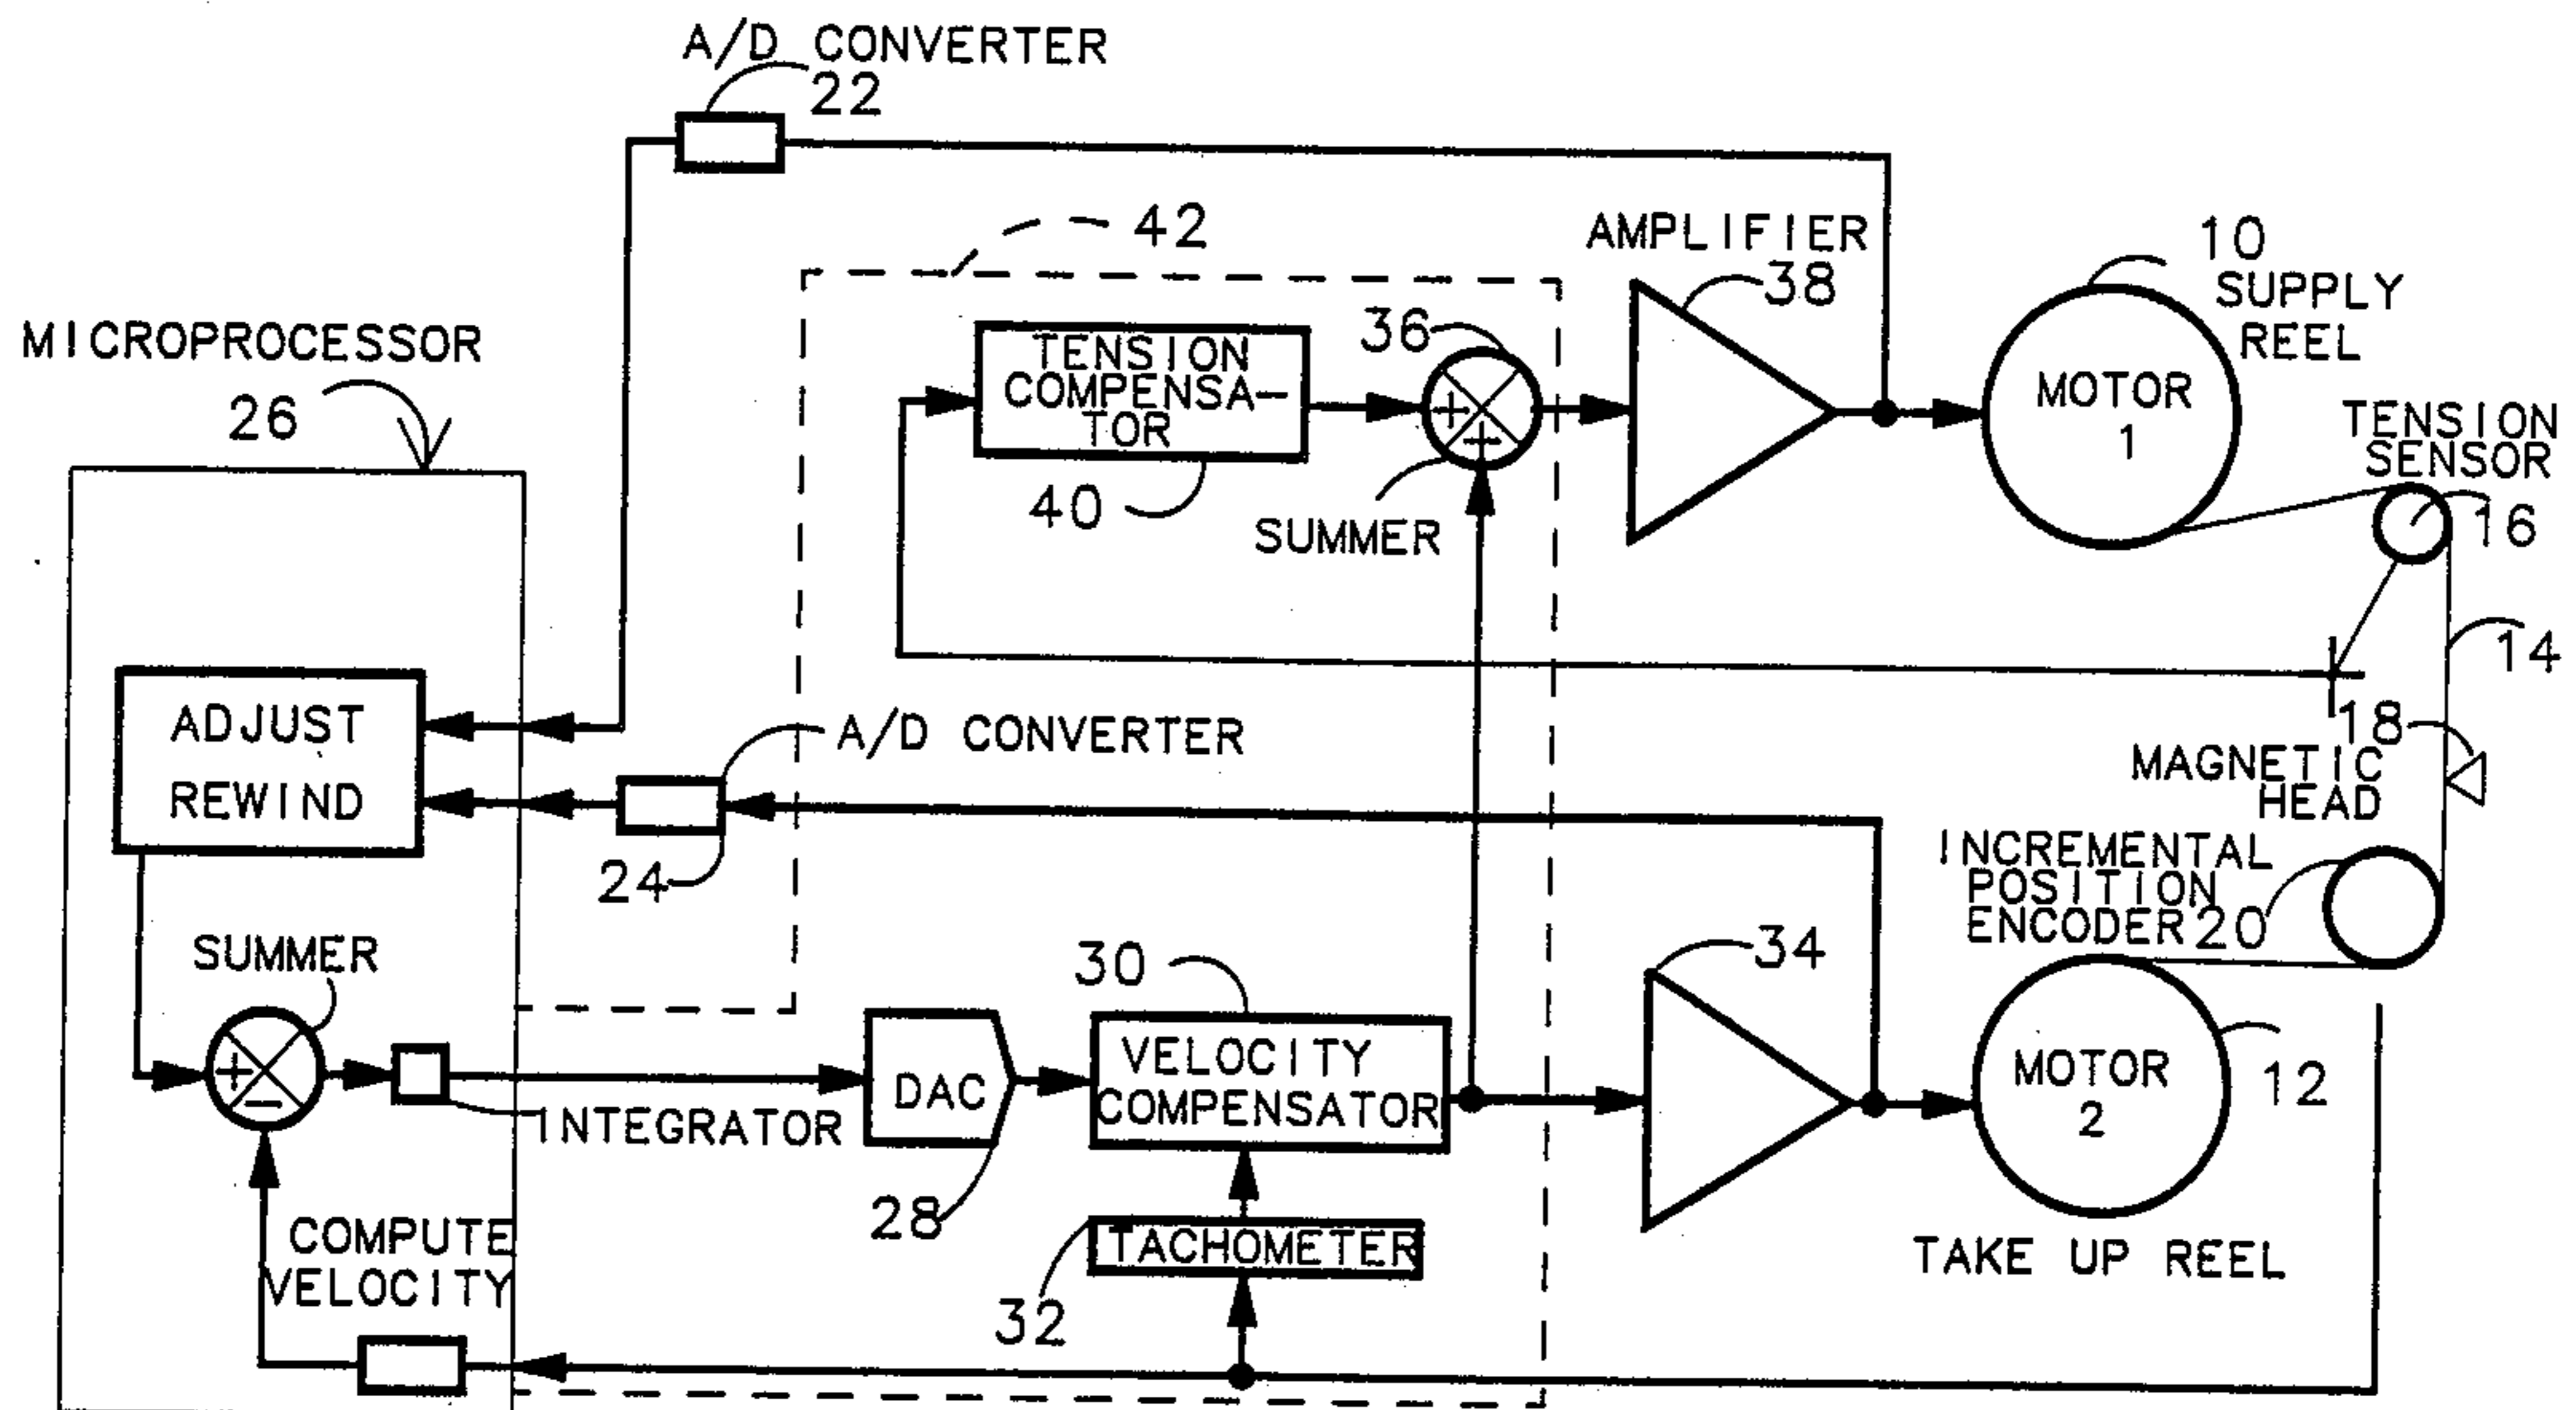 A/D CONVERTER
22
42
AMPLIFIER
38
10
SUPPLY
REEL
MICROPROCESSOR
26
TENSION
COMPENSA-
TOR
40
36
+
+
SUMMER
MOTOR
1
TENSION
SENSOR
16
14
ADJUST
REWIND
A/D CONVERTER
24
18
MAGNETIC
HEAD
INCREMENTAL
POSITION
ENCODER 20
SUMMER
+
−
INTEGRATOR
DAC
28
30
VELOCITY
COMPENSATOR
34
MOTOR
2
12
TAKE UP REEL
COMPUTE
VELOCITY
TACHOMETER
32